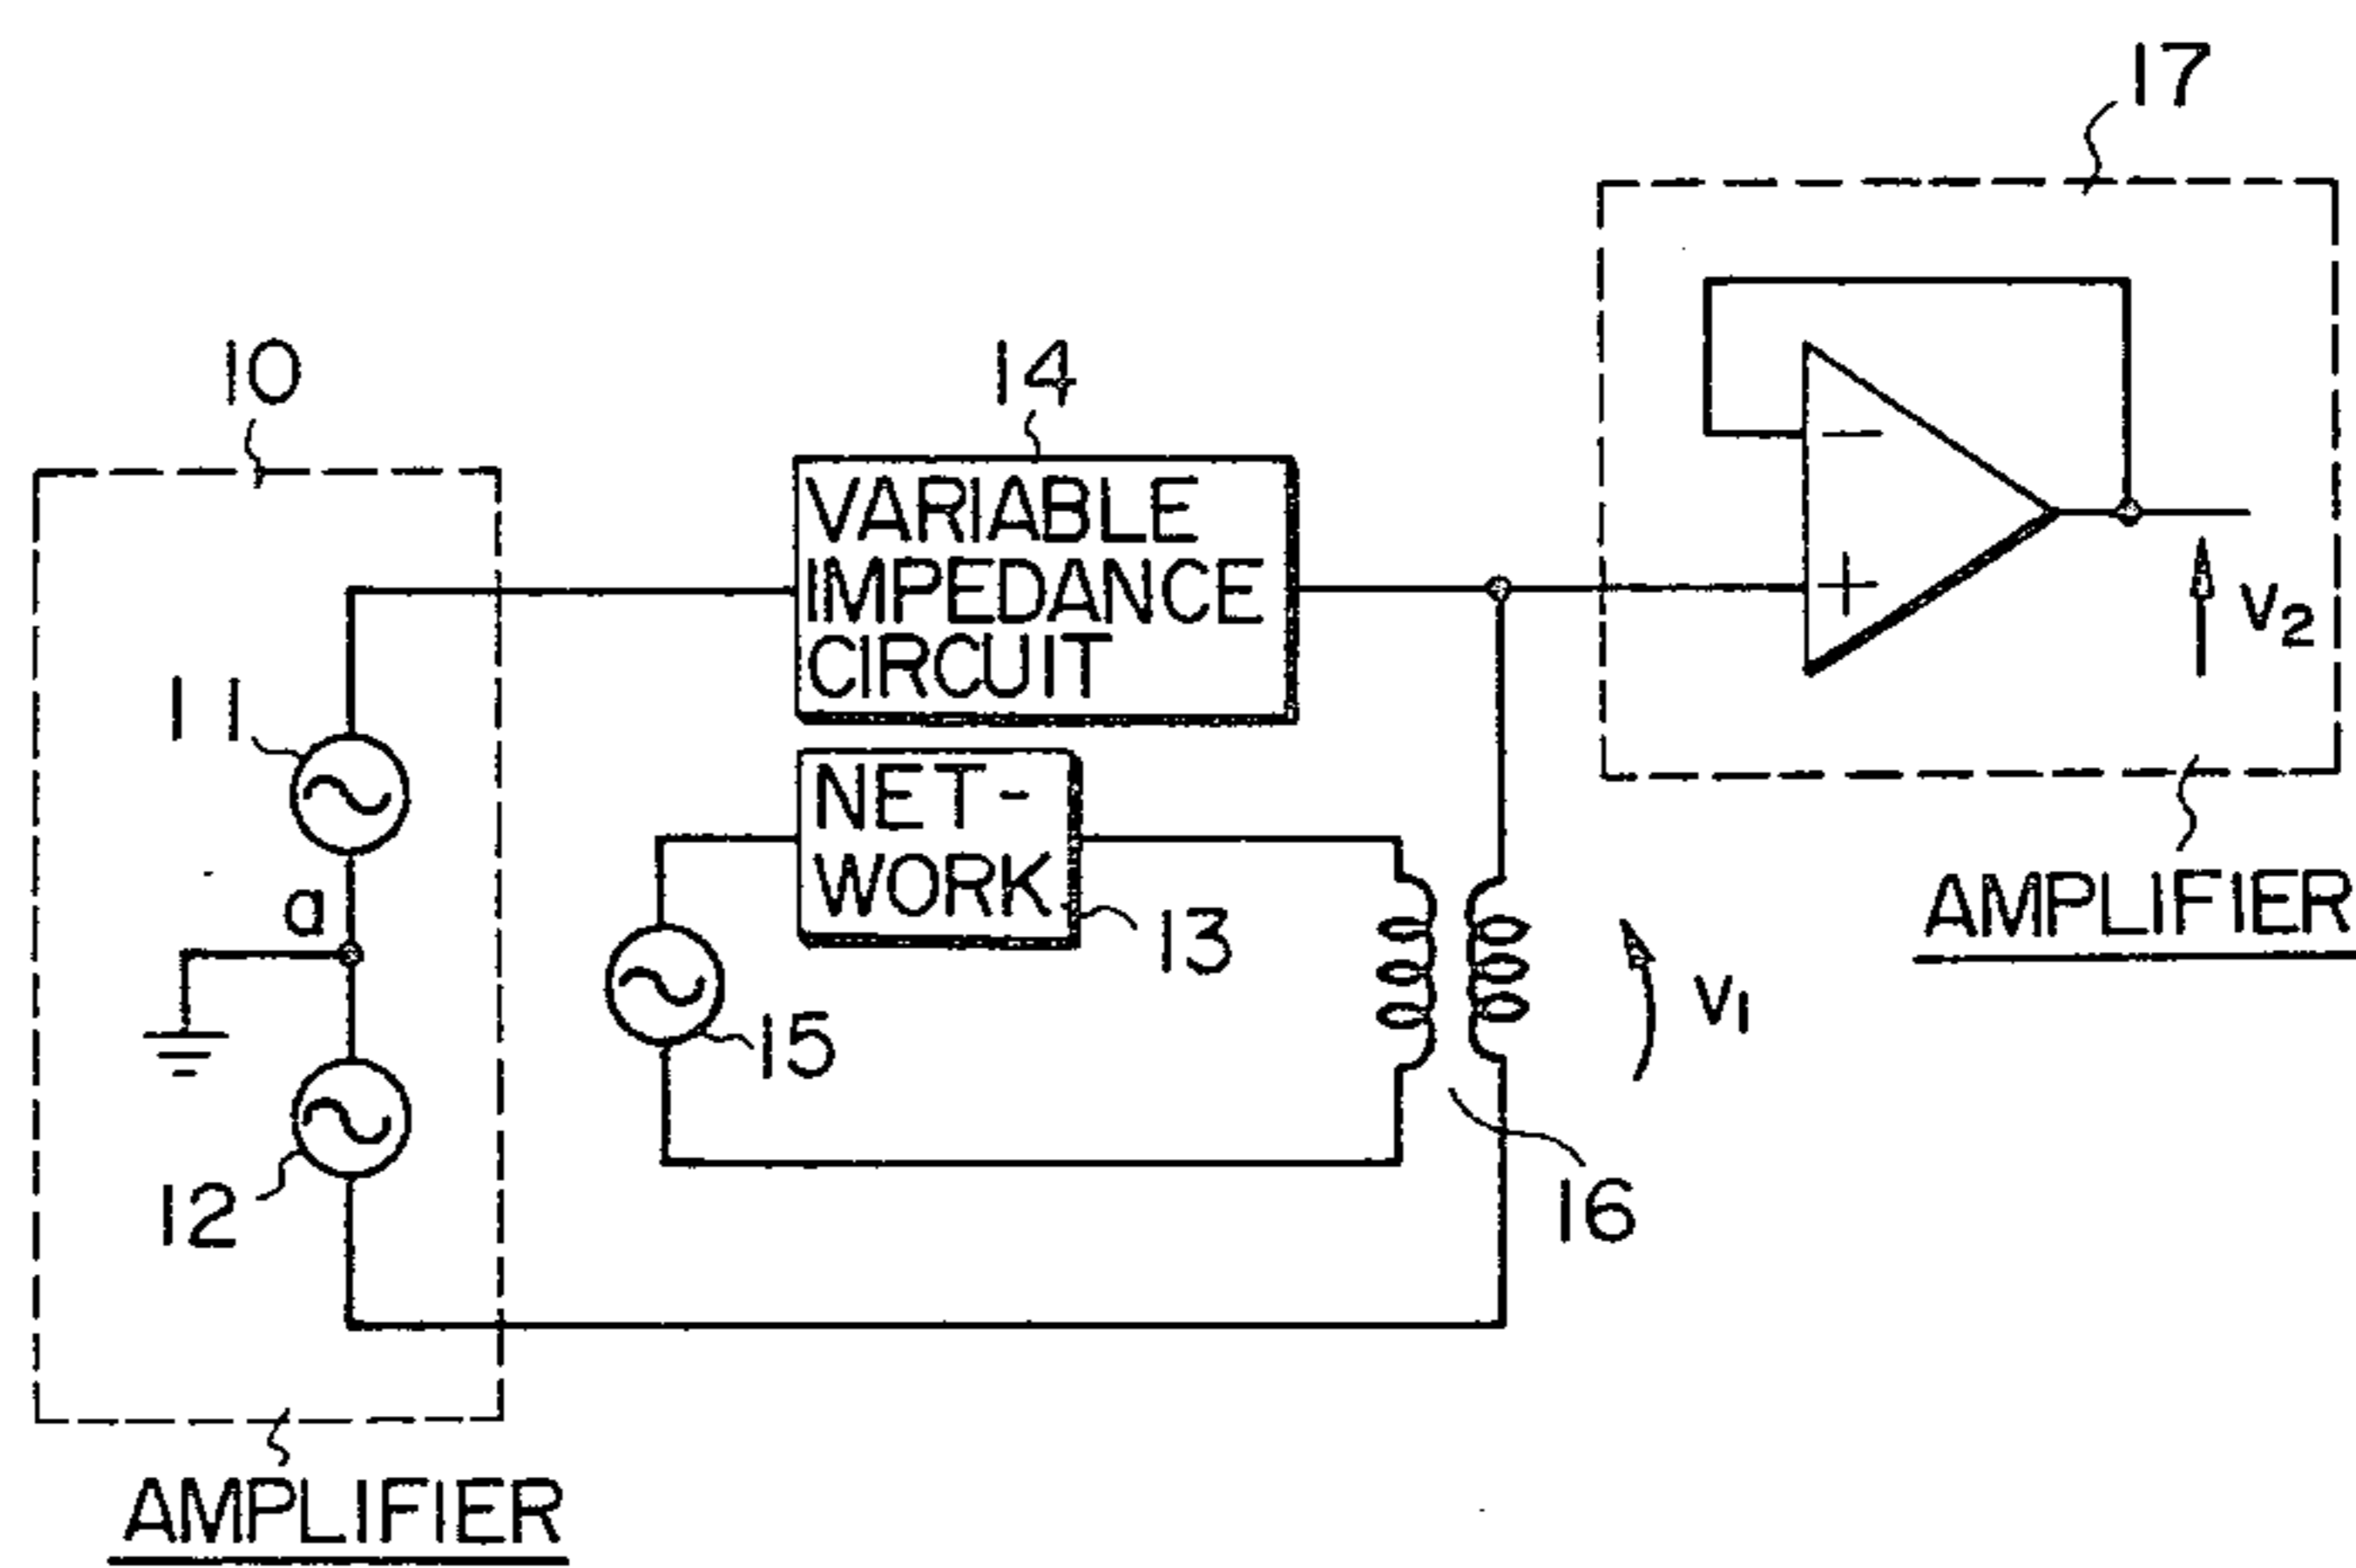 17
10
14
VARIABLE
IMPEDANCE
CIRCUIT
−
+
V2
11
NET-
WORK
a
13
AMPLIFIER
V1
15
12
16
AMPLIFIER